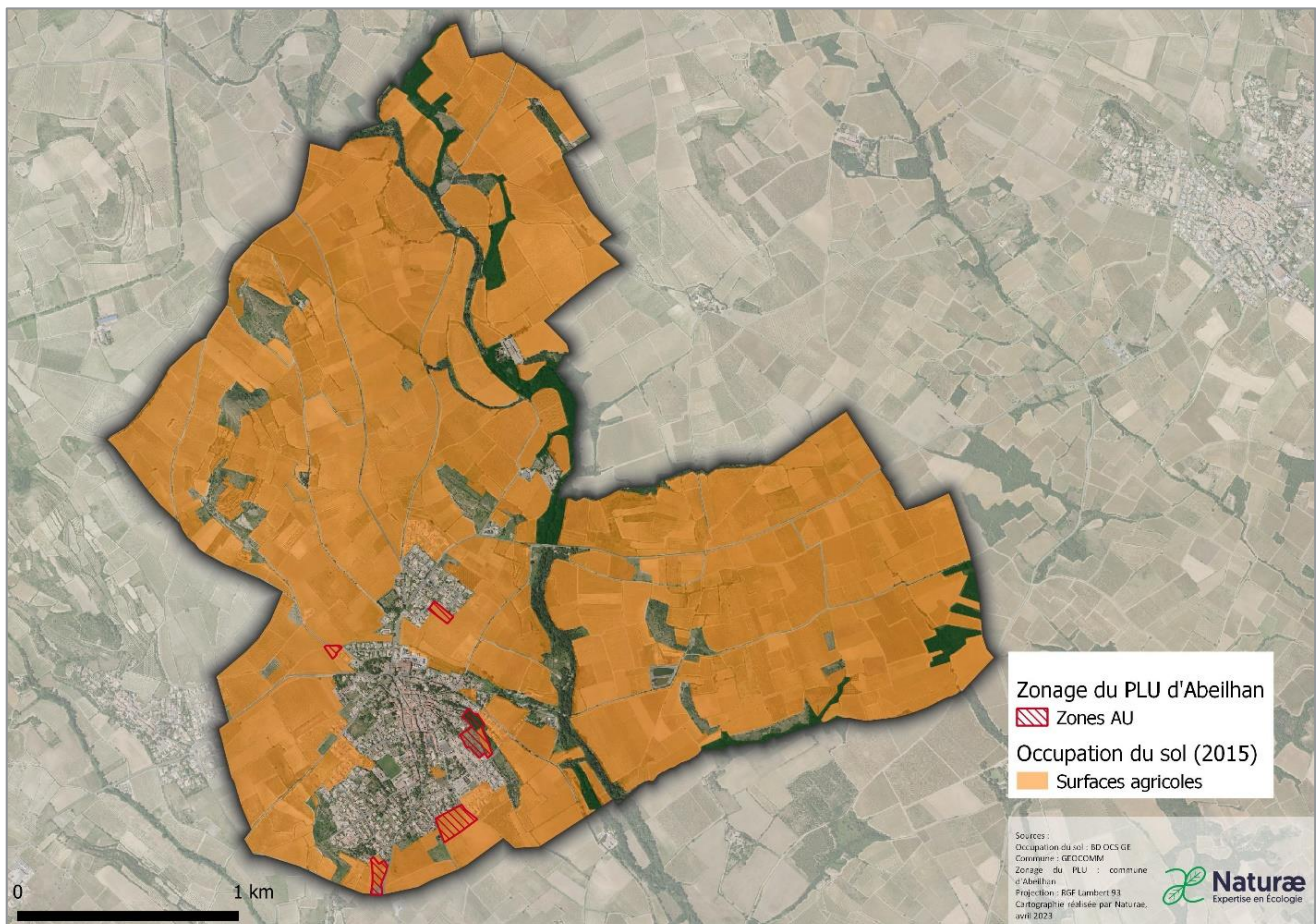 Zonage du PLU d'Abeilhan
Zones AU
Occupation du sol (2015)
Surfaces agricoles
Sources :
Occupation du sol : BD OCS GE
Commune : GEOCOMM
Zonage du PLU : commune
d'Abeilhan
Projection : RGF Lambert 93
Cartographie réalisée par Naturae,
avril 2023
Naturæ
Expertise en Écologie
0 1 km